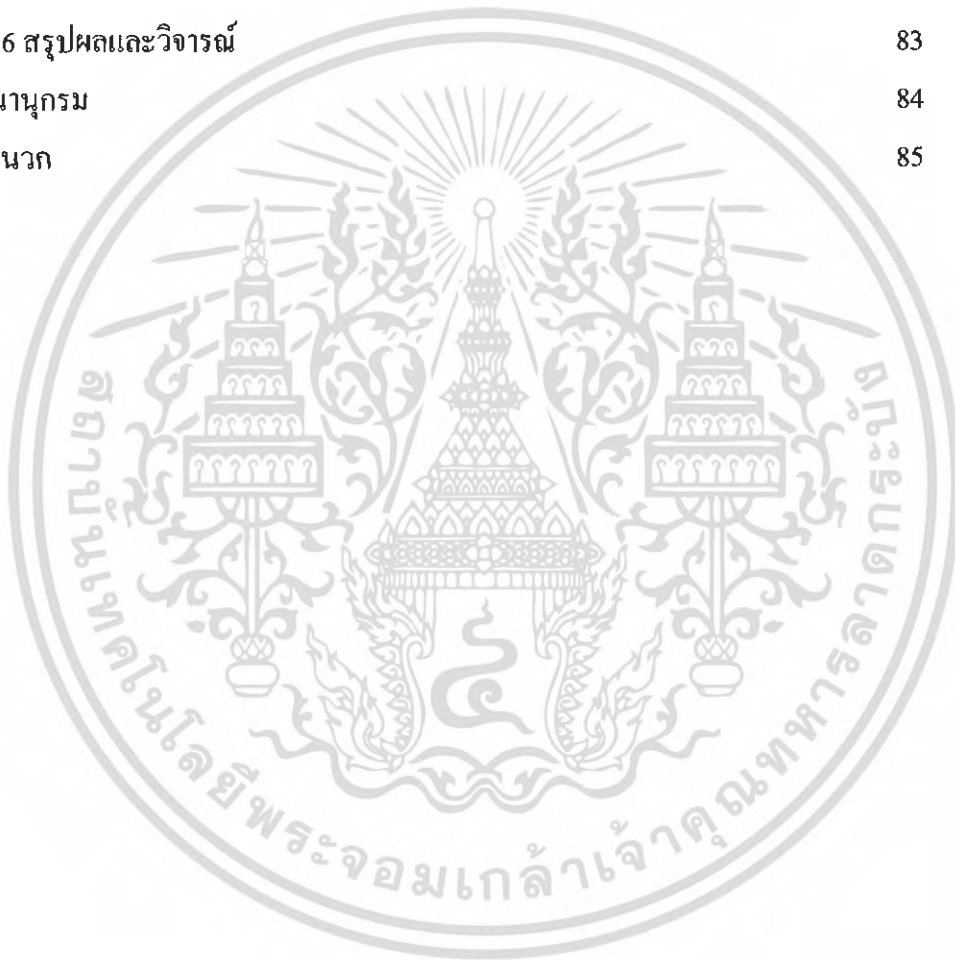 6 สรุปผลและวิจารณ์ 83
นานุกรม 84
นวก 85
สถาบันเทคโนโลยีพระจอมเกล้าเจ้าคุณทหารลาดกระบัง